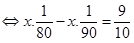 ⇔ x.1/80 − x.1/90 = 9/10